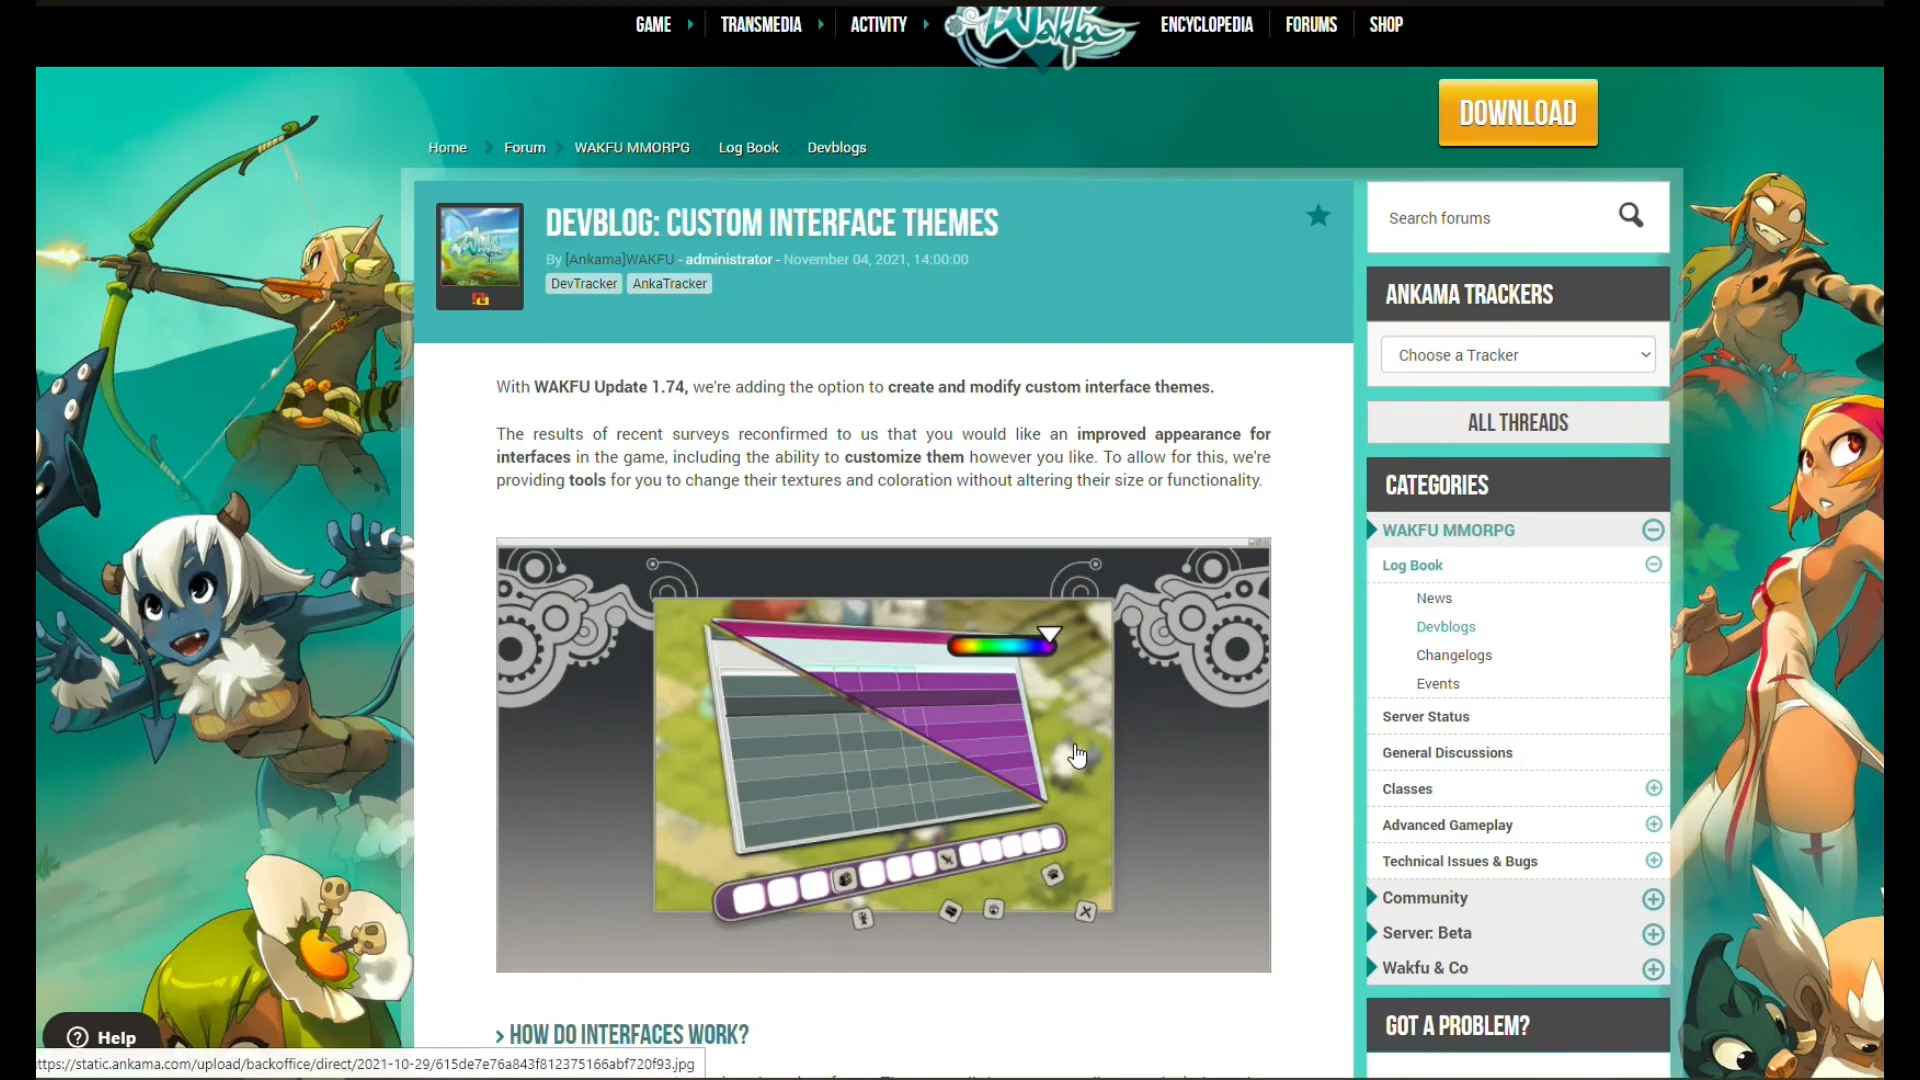 GAME
TRANSMEDIA
ACTIVITY
Wakfu
ENCYCLOPEDIA
FORUMS
SHOP
DOWNLOAD
Home
Forum
WAKFU MMORPG
Log Book
Devblogs
DEVBLOG: CUSTOM INTERFACE THEMES
By [Ankama]WAKFU - administrator - November 04, 2021, 14:00:00
DevTracker
AnkaTracker
With WAKFU Update 1.74, we're adding the option to create and modify custom interface themes.
The results of recent surveys reconfirmed to us that you would like an improved appearance for
interfaces in the game, including the ability to customize them however you like. To allow for this, we're
providing tools for you to change their textures and coloration without altering their size or functionality.
HOW DO INTERFACES WORK?
Search forums
ANKAMA TRACKERS
Choose a Tracker
ALL THREADS
CATEGORIES
WAKFU MMORPG
Log Book
News
Devblogs
Changelogs
Events
Server Status
General Discussions
Classes
Advanced Gameplay
Technical Issues & Bugs
Community
Server: Beta
Wakfu & Co
GOT A PROBLEM?
Help
ttps://static.ankama.com/upload/backoffice/direct/2021-10-29/615de7e76a843f812375166abf720f93.jpg